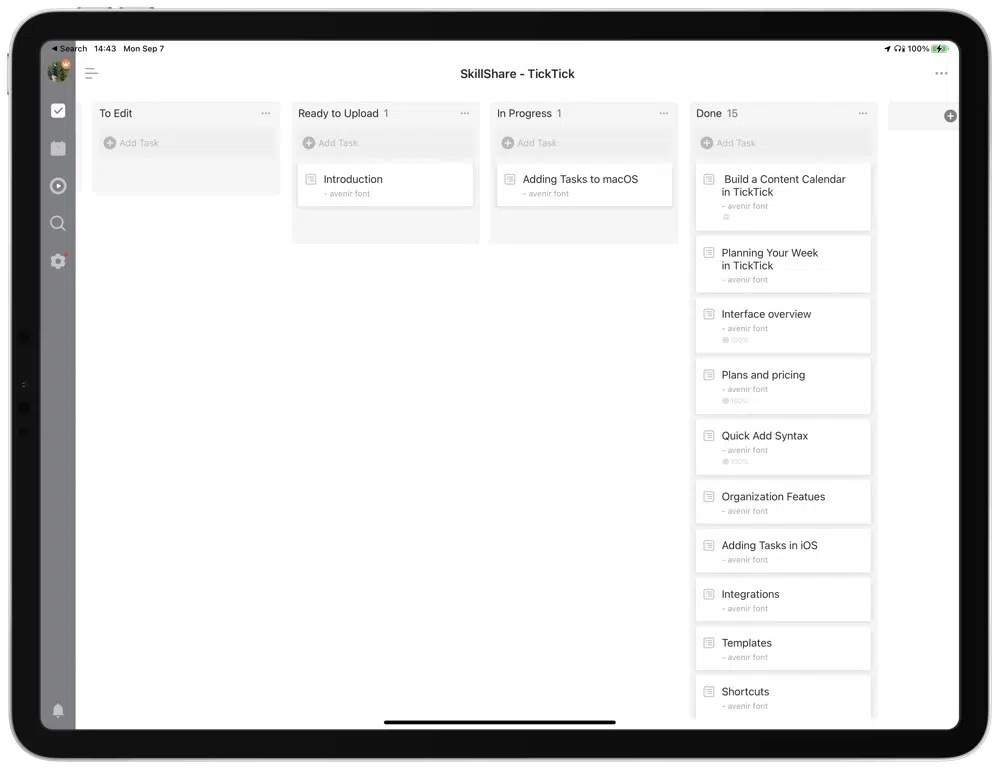 ◀ Search 14:43 Mon Sep 7
100%
SkillShare - TickTick
To Edit
Add Task
Ready to Upload 1
Add Task
Introduction
- avenir font
In Progress 1
Add Task
Adding Tasks to macOS
- avenir font
Done 15
Add Task
Build a Content Calendar
in TickTick
- avenir font
Planning Your Week
in TickTick
- avenir font
Interface overview
- avenir font
100%
Plans and pricing
- avenir font
100%
Quick Add Syntax
- avenir font
100%
Organization Featues
- avenir font
Adding Tasks in iOS
- avenir font
Integrations
- avenir font
Templates
- avenir font
Shortcuts
- avenir font